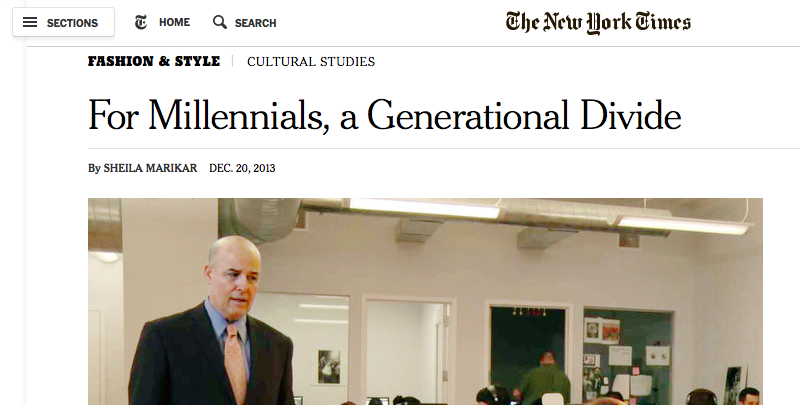 SECTIONS HOME SEARCH The New York Times
FASHION & STYLE CULTURAL STUDIES
For Millennials, a Generational Divide
By SHEILA MARIKAR DEC. 20, 2013